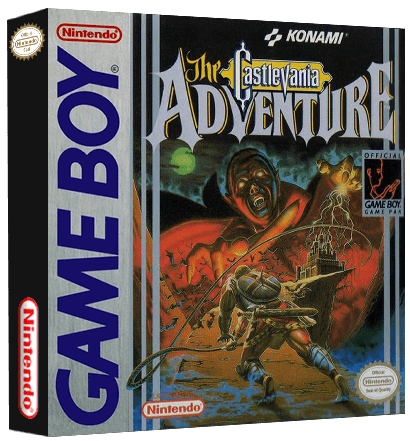 Nintendo
GAME BOY
®
KONAMI®
The Castlevania
ADVENTURE
OFFICIAL
GAME BOY
GAME PAK
Nintendo
Official
Nintendo
Seal of Quality
Nintendo
Nintendo